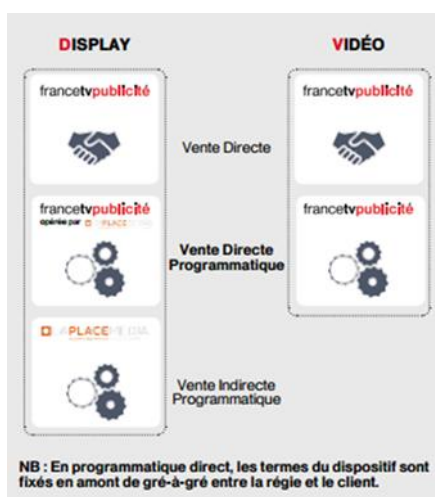 DISPLAY
VIDÉO
francetvpublicité
francetvpublicité
Vente Directe
francetvpublicité
opérée par
francetvpublicité
Vente Directe
Programmatique
PLACE
Vente Indirecte
Programmatique
NB : En programmatique direct, les termes du dispositif sont
fixés en amont de gré-à-gré entre la régie et le client.